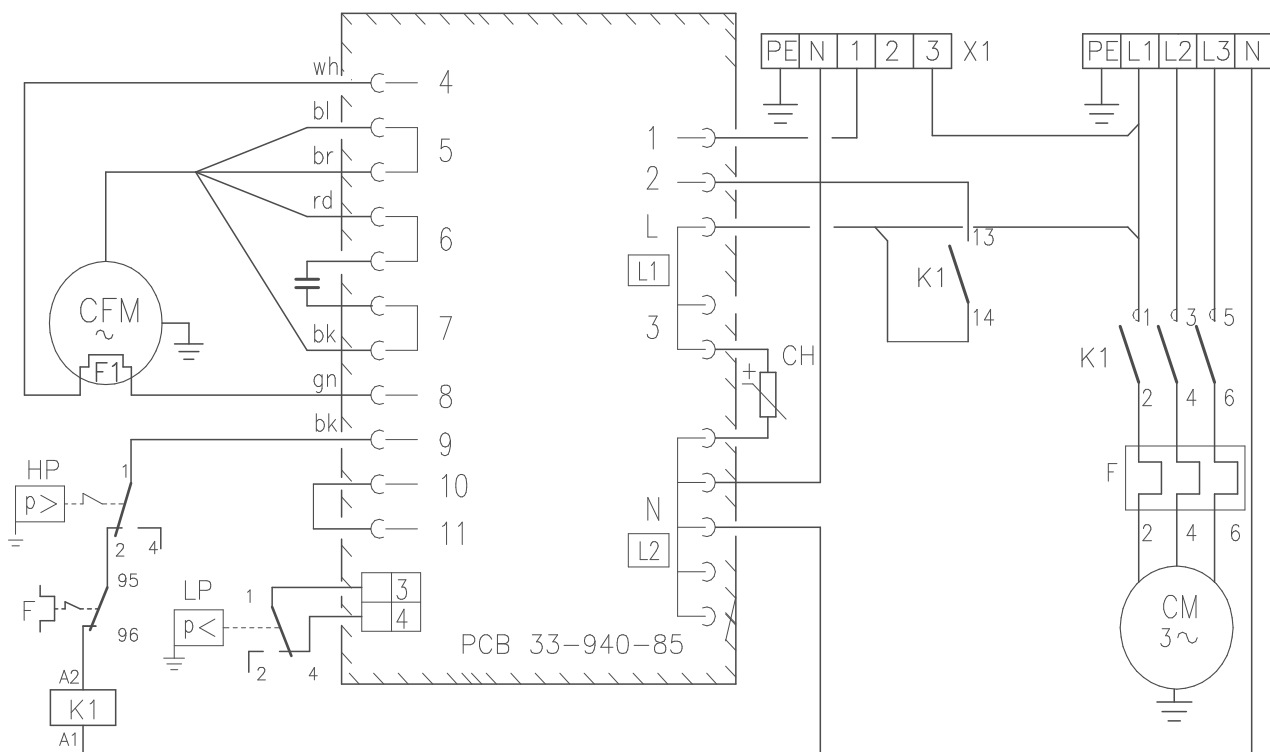 PE N 1 2 3 X1
PE L1 L2 L3 N
wh
4
bl
5
br
rd
6
7
bk
gn
8
bk
9
10
11
3
4
1
2
L
L1
3
N
L2
PCB 33-940-85
CFM
~
F1
HP
p>
1
2 4
95
F
96
A2
K1
A1
LP
p<
1
2 4
CH
+
13
K1
14
1 3 5
K1
2 4 6
F
2 4 6
CM
3~